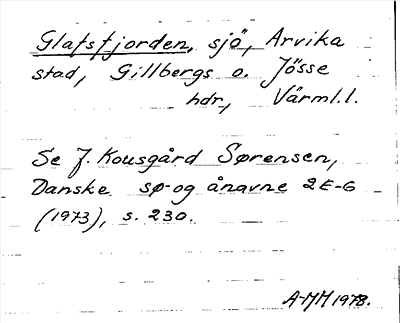 Glafsfjorden, sjö, Arvika
stad, Gillbergs o. Jösse
hdr, Värml.l.
Se J. Kousgård Sørensen,
Danske sø- og ånavne 2E-G
(1973), s. 230.
A-MM 1978.